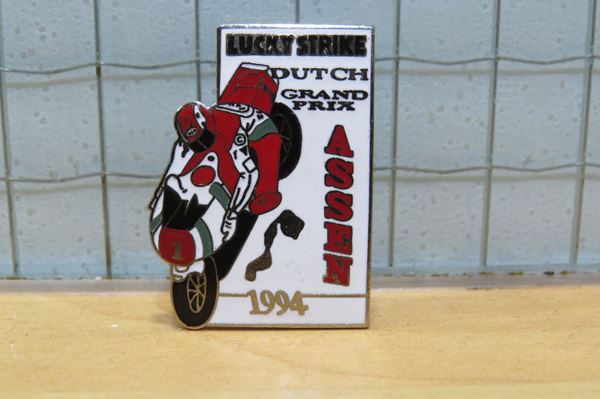 LUCKY STRIKE
DUTCH
GRAND
PRIX
ASSEN
1
1994